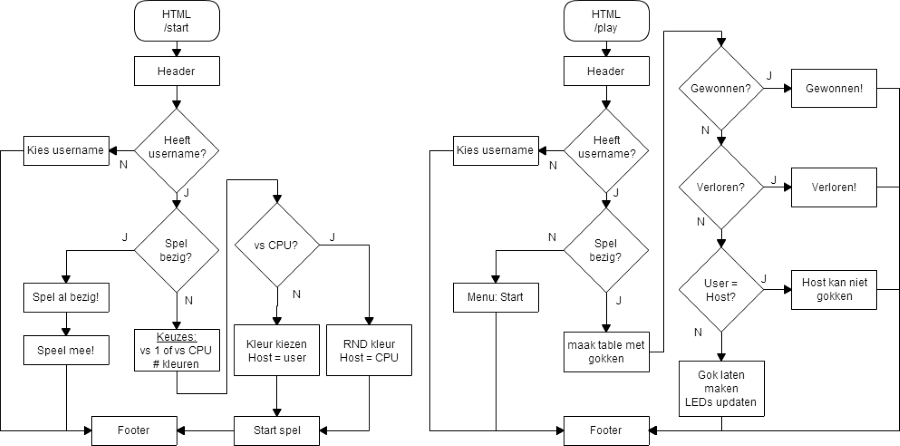 HTML
/start
Header
Heeft
username?
Kies username
N
J
Spel
bezig?
J
N
Spel al bezig!
Speel mee!
Keuzes:
vs 1 of vs CPU
# kleuren
vs CPU?
J
N
Kleur kiezen
Host = user
RND kleur
Host = CPU
Footer
Start spel
HTML
/play
Header
Heeft
username?
Kies username
N
J
Spel
bezig?
N
J
Menu: Start
maak table met
gokken
Gewonnen?
J
Gewonnen!
N
Verloren?
J
Verloren!
N
User =
Host?
J
Host kan niet
gokken
N
Gok laten
maken
LEDs updaten
Footer